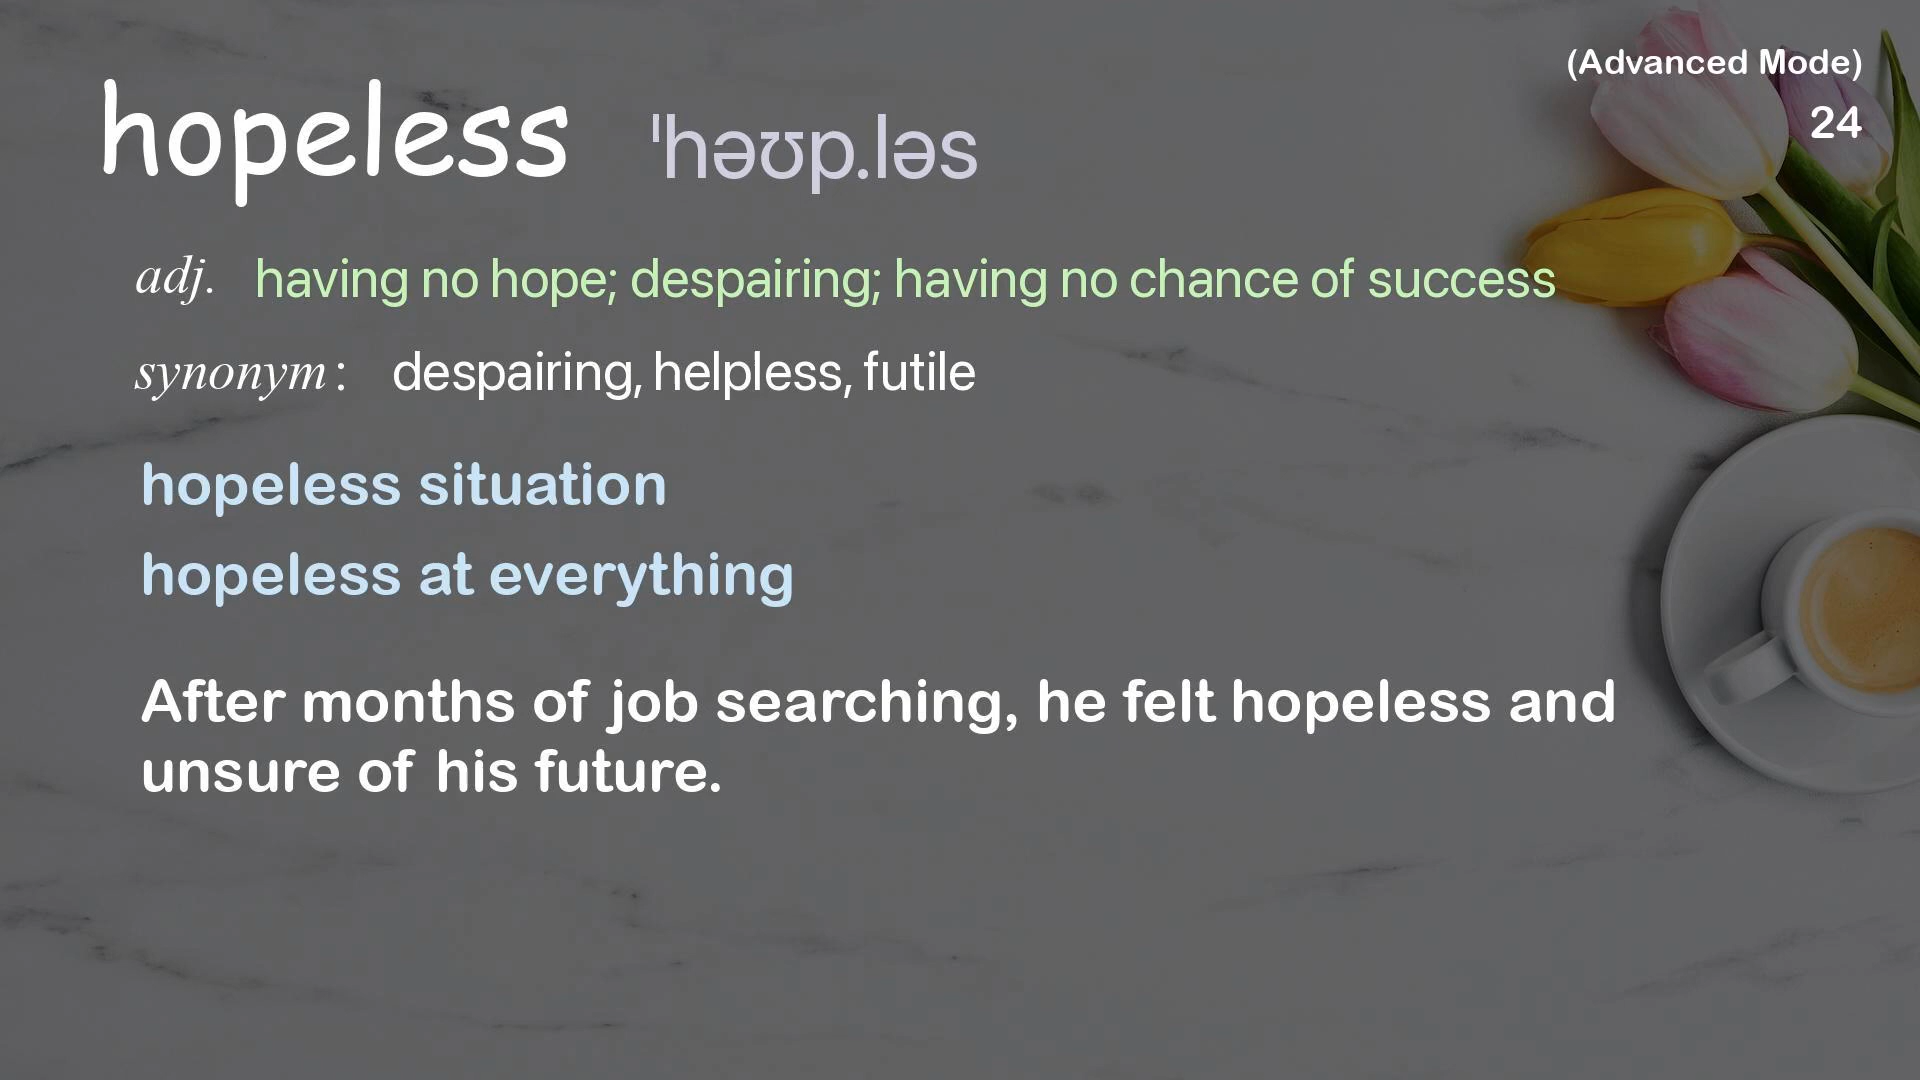 (Advanced Mode)
24
hopeless ˈhəʊp.ləs
adj. having no hope; despairing; having no chance of success
synonym : despairing, helpless, futile
hopeless situation
hopeless at everything
After months of job searching, he felt hopeless and
unsure of his future.